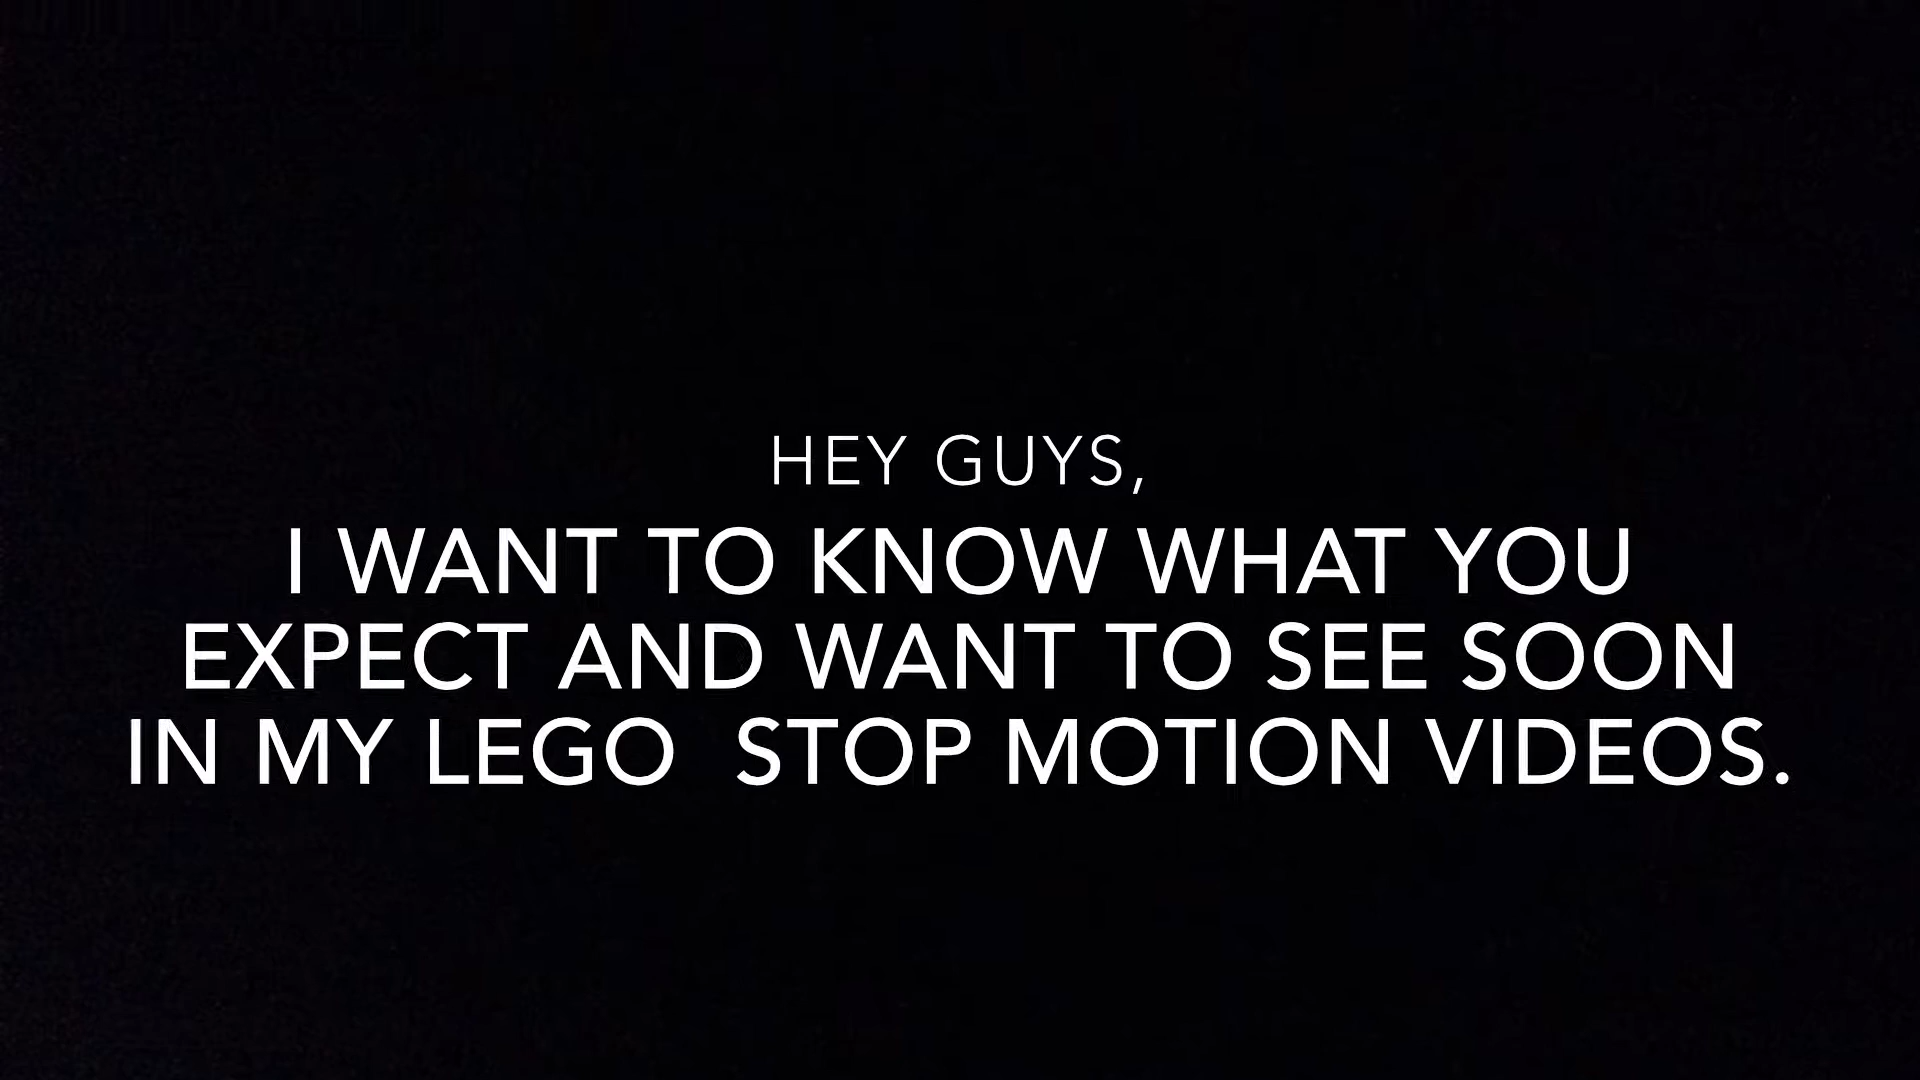 HEY GUYS,
I WANT TO KNOW WHAT YOU
EXPECT AND WANT TO SEE SOON
IN MY LEGO  STOP MOTION VIDEOS.